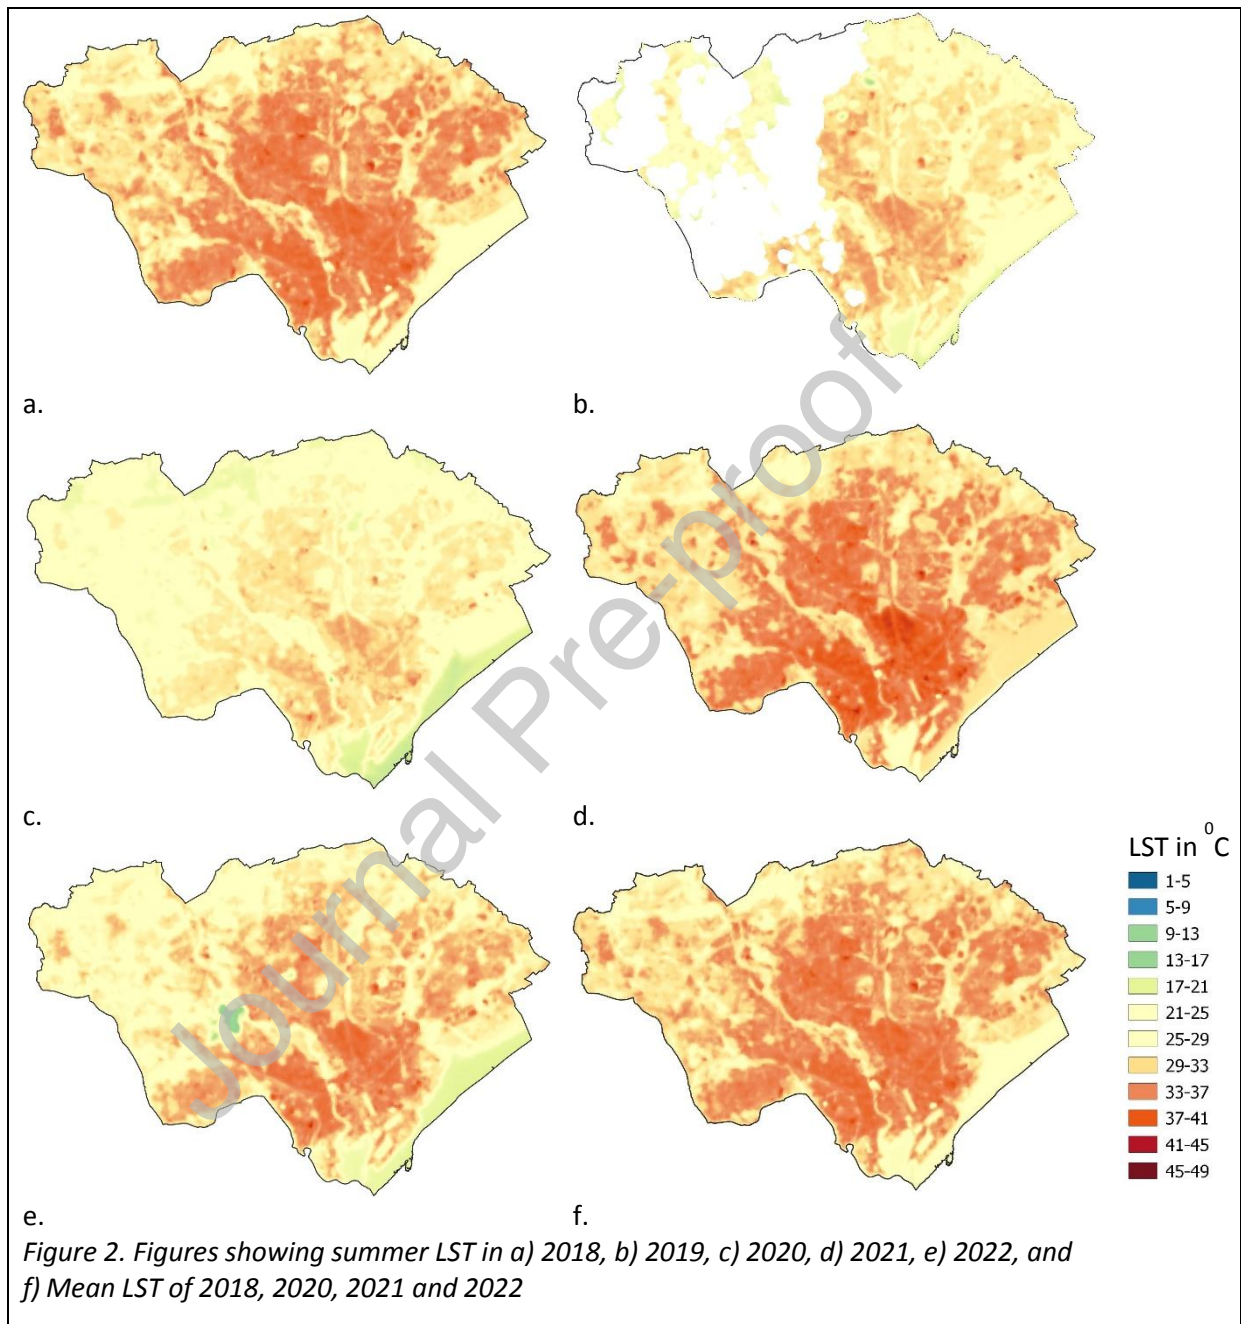 a.
b.
c.
d.
e.
f.
LST in ⁰C
1-5
5-9
9-13
13-17
17-21
21-25
25-29
29-33
33-37
37-41
41-45
45-49
Journal Pre-proof
Figure 2. Figures showing summer LST in a) 2018, b) 2019, c) 2020, d) 2021, e) 2022, and
f) Mean LST of 2018, 2020, 2021 and 2022